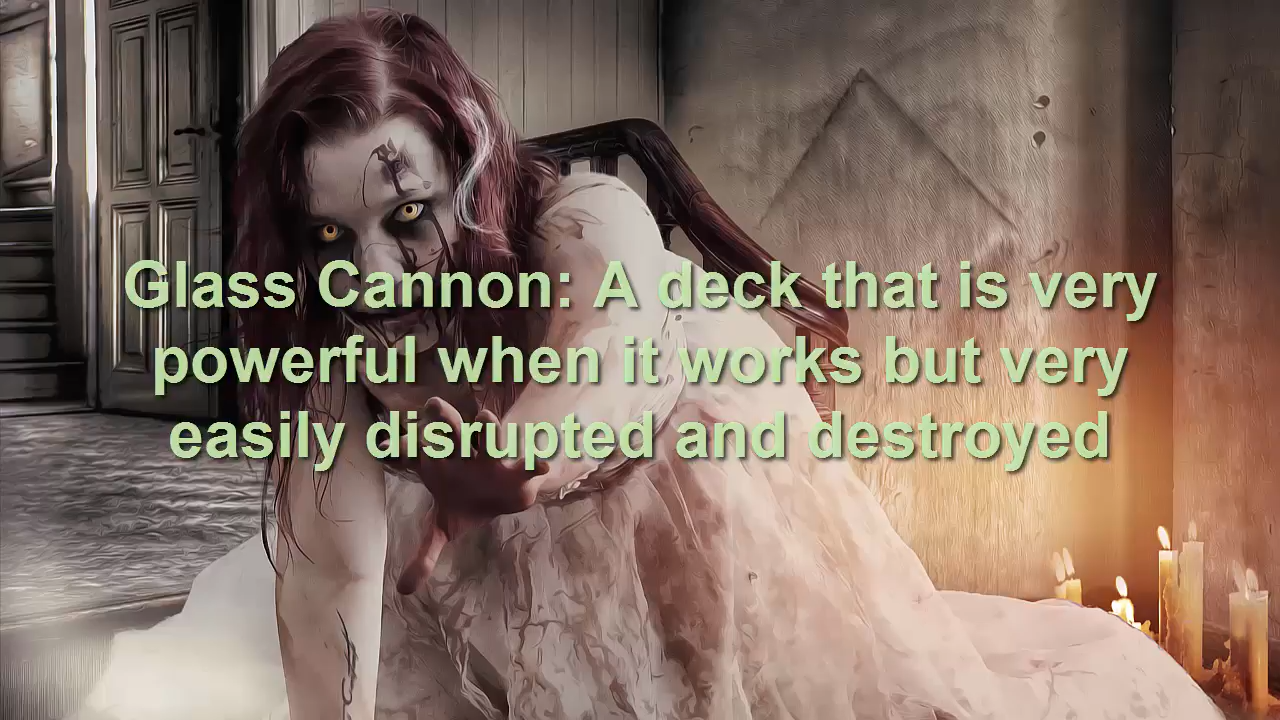 Glass Cannon: A deck that is very
powerful when it works but very
easily disrupted and destroyed